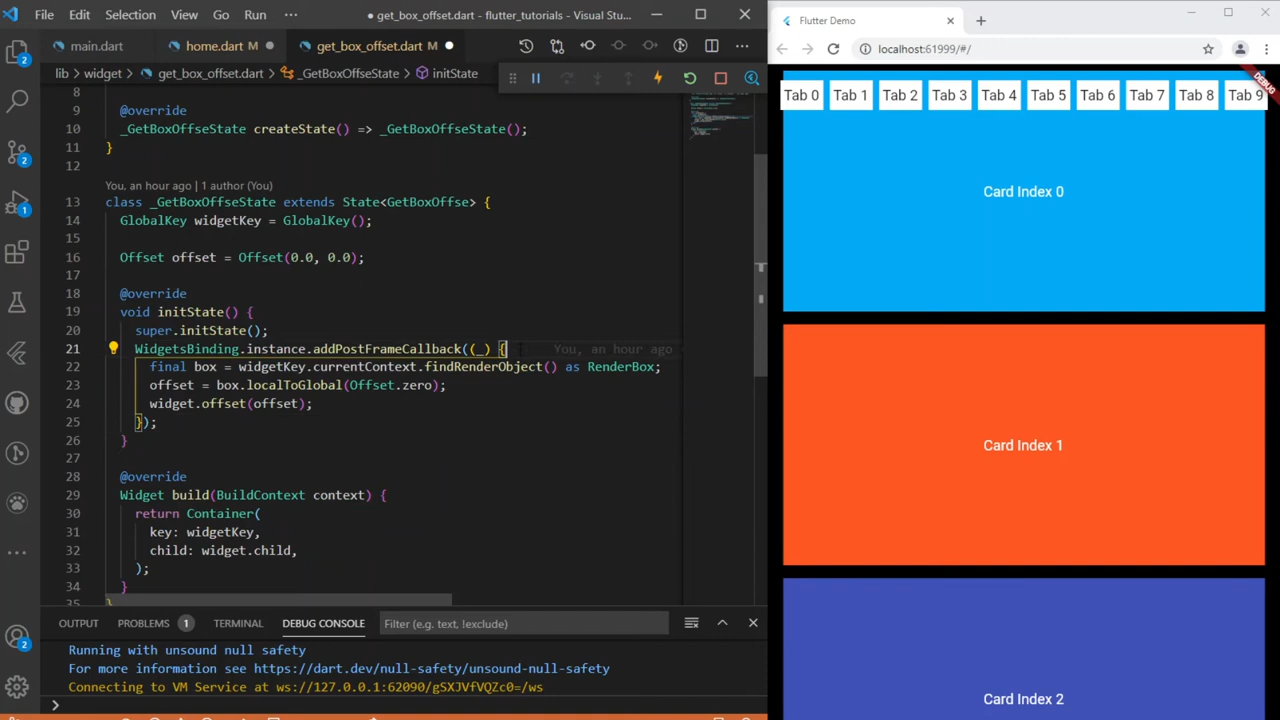 File Edit Selection View Go Run ··· ● get_box_offset.dart - flutter_tutorials - Visual Stu...
Flutter Demo
main.dart home.dart M get_box_offset.dart M
localhost:61999/#/
lib > widget > get_box_offset.dart > _GetBoxOffseState > initState
8
9 @override
10 _GetBoxOffseState createState() => _GetBoxOffseState();
11 }
12
You, an hour ago | 1 author (You)
13 class _GetBoxOffseState extends State<GetBoxOffse> {
14 GlobalKey widgetKey = GlobalKey();
15
16 Offset offset = Offset(0.0, 0.0);
17
18 @override
19 void initState() {
20 super.initState();
21 WidgetsBinding.instance.addPostFrameCallback((_) { You, an hour ago
22 final box = widgetKey.currentContext.findRenderObject() as RenderBox;
23 offset = box.localToGlobal(Offset.zero);
24 widget.offset(offset);
25 });
26 }
27
28 @override
29 Widget build(BuildContext context) {
30 return Container(
31 key: widgetKey,
32 child: widget.child,
33 );
34 }
35 }
OUTPUT PROBLEMS 1 TERMINAL DEBUG CONSOLE Filter (e.g. text, !exclude)
Running with unsound null safety
For more information see https://dart.dev/null-safety/unsound-null-safety
Connecting to VM Service at ws://127.0.0.1:62090/gSXJVfVQZc0=/ws
2
2
1
2
Tab 0 Tab 1 Tab 2 Tab 3 Tab 4 Tab 5 Tab 6 Tab 7 Tab 8 Tab 9
DEBUG
Card Index 0
Card Index 1
Card Index 2